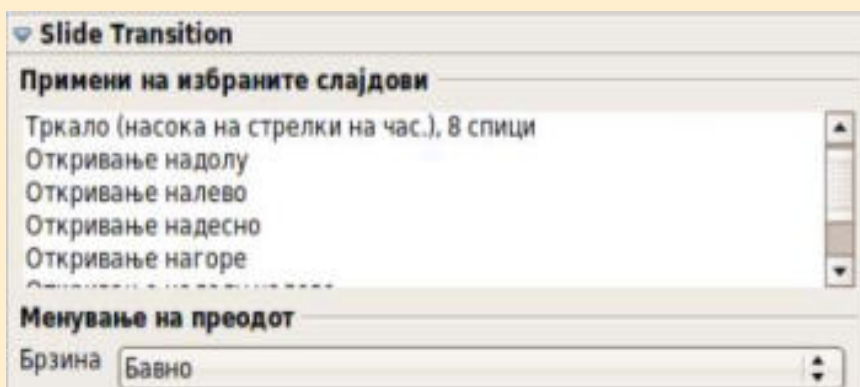 Slide Transition
Примени на избраните слајдови
Тркало (насока на стрелки на час.), 8 спици
Откривање надолу
Откривање налево
Откривање надесно
Откривање нагоре
Менување на преодот
Брзина Бавно